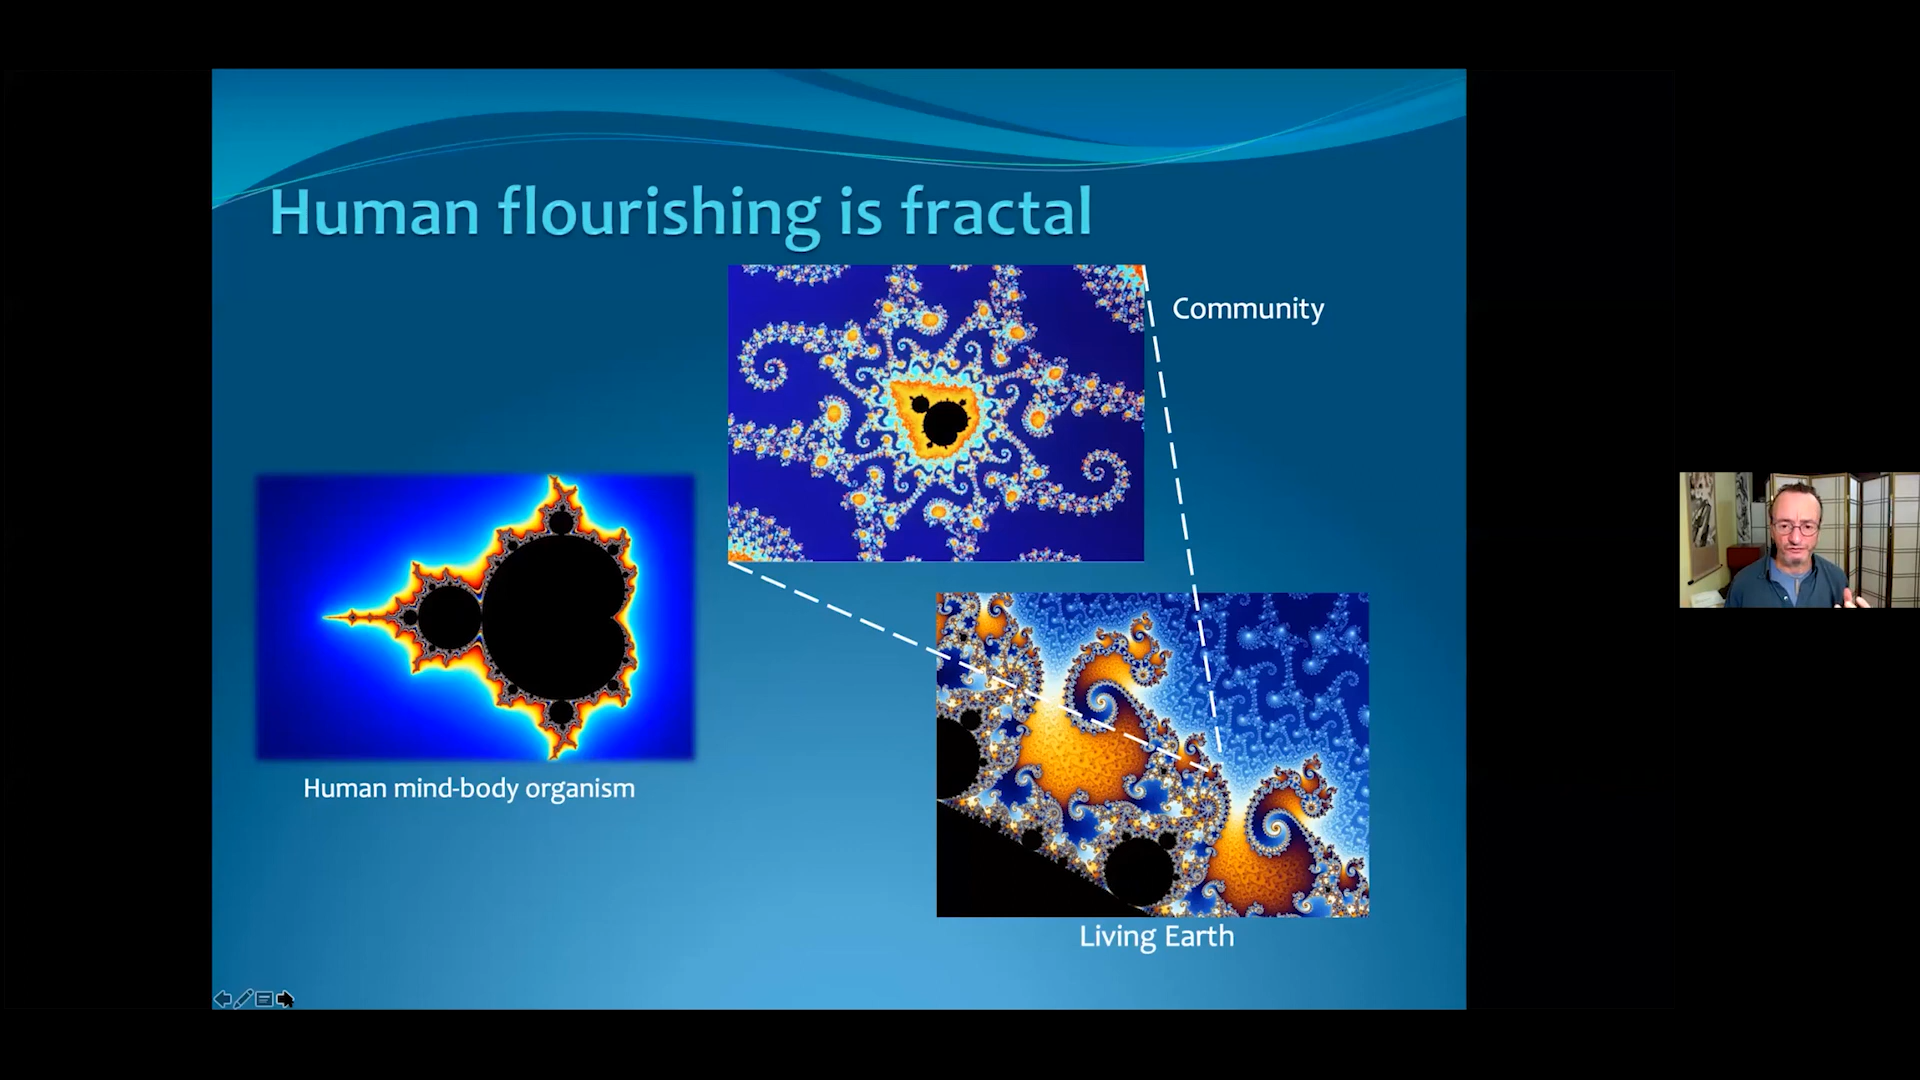 Human flourishing is fractal
Community
Human mind-body organism
Living Earth